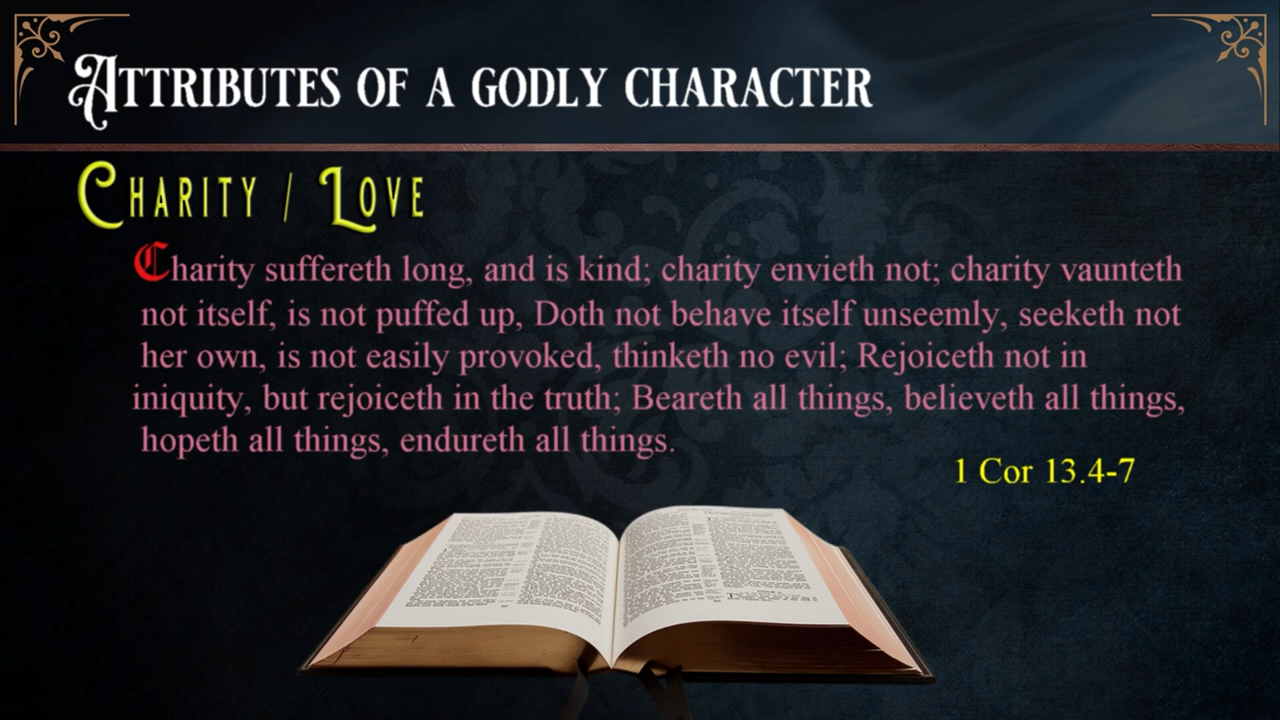 Attributes of a godly character
Charity / Love
Charity suffereth long, and is kind; charity envieth not; charity vaunteth
not itself, is not puffed up, Doth not behave itself unseemly, seeketh not
her own, is not easily provoked, thinketh no evil; Rejoiceth not in
iniquity, but rejoiceth in the truth; Beareth all things, believeth all things,
hopeth all things, endureth all things.
1 Cor 13.4-7